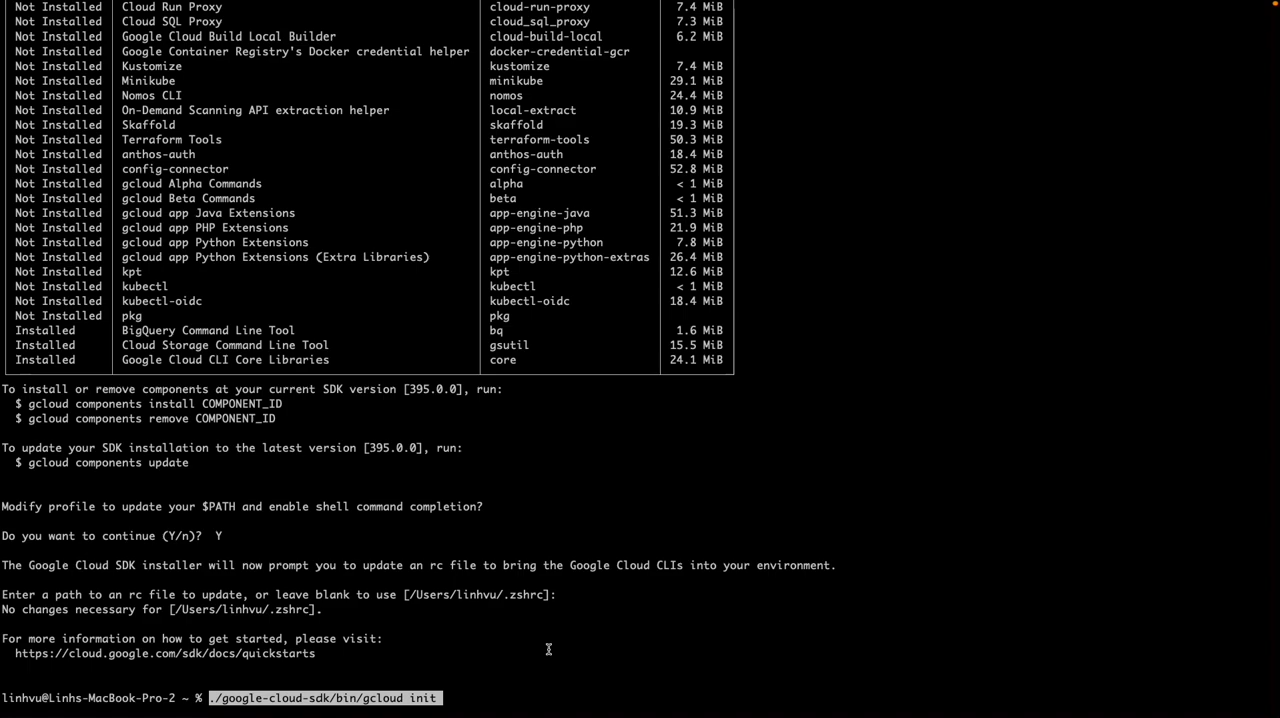 Not Installed Cloud Run Proxy cloud-run-proxy 7.4 MiB
Not Installed Cloud SQL Proxy cloud_sql_proxy 7.3 MiB
Not Installed Google Cloud Build Local Builder cloud-build-local 6.2 MiB
Not Installed Google Container Registry's Docker credential helper docker-credential-gcr
Not Installed Kustomize kustomize 7.4 MiB
Not Installed Minikube minikube 29.1 MiB
Not Installed Nomos CLI nomos 24.4 MiB
Not Installed On-Demand Scanning API extraction helper local-extract 10.9 MiB
Not Installed Skaffold skaffold 19.3 MiB
Not Installed Terraform Tools terraform-tools 50.3 MiB
Not Installed anthos-auth anthos-auth 18.4 MiB
Not Installed config-connector config-connector 52.8 MiB
Not Installed gcloud Alpha Commands alpha < 1 MiB
Not Installed gcloud Beta Commands beta < 1 MiB
Not Installed gcloud app Java Extensions app-engine-java 51.3 MiB
Not Installed gcloud app PHP Extensions app-engine-php 21.9 MiB
Not Installed gcloud app Python Extensions app-engine-python 7.8 MiB
Not Installed gcloud app Python Extensions (Extra Libraries) app-engine-python-extras 26.4 MiB
Not Installed kpt kpt 12.6 MiB
Not Installed kubectl kubectl < 1 MiB
Not Installed kubectl-oidc kubectl-oidc 18.4 MiB
Not Installed pkg pkg
Installed BigQuery Command Line Tool bq 1.6 MiB
Installed Cloud Storage Command Line Tool gsutil 15.5 MiB
Installed Google Cloud CLI Core Libraries core 24.1 MiB
To install or remove components at your current SDK version [395.0.0], run:
$ gcloud components install COMPONENT_ID
$ gcloud components remove COMPONENT_ID
To update your SDK installation to the latest version [395.0.0], run:
$ gcloud components update
Modify profile to update your $PATH and enable shell command completion?
Do you want to continue (Y/n)? Y
The Google Cloud SDK installer will now prompt you to update an rc file to bring the Google Cloud CLIs into your environment.
Enter a path to an rc file to update, or leave blank to use [/Users/linhvu/.zshrc]:
No changes necessary for [/Users/linhvu/.zshrc].
For more information on how to get started, please visit:
https://cloud.google.com/sdk/docs/quickstarts
linhvu@Linhs-MacBook-Pro-2 ~ % ./google-cloud-sdk/bin/gcloud init